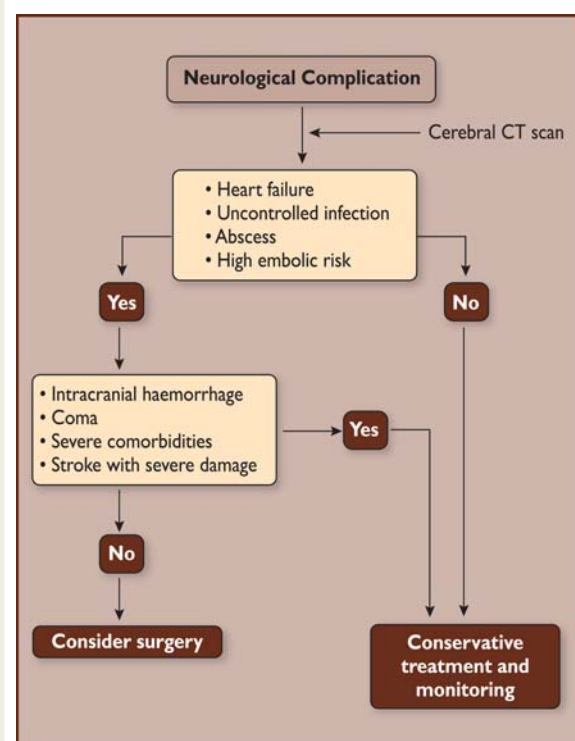 Neurological Complication
Cerebral CT scan
• Heart failure
• Uncontrolled infection
• Abscess
• High embolic risk
Yes
No
• Intracranial haemorrhage
• Coma
• Severe comorbidities
• Stroke with severe damage
Yes
No
Consider surgery
Conservative
treatment and
monitoring